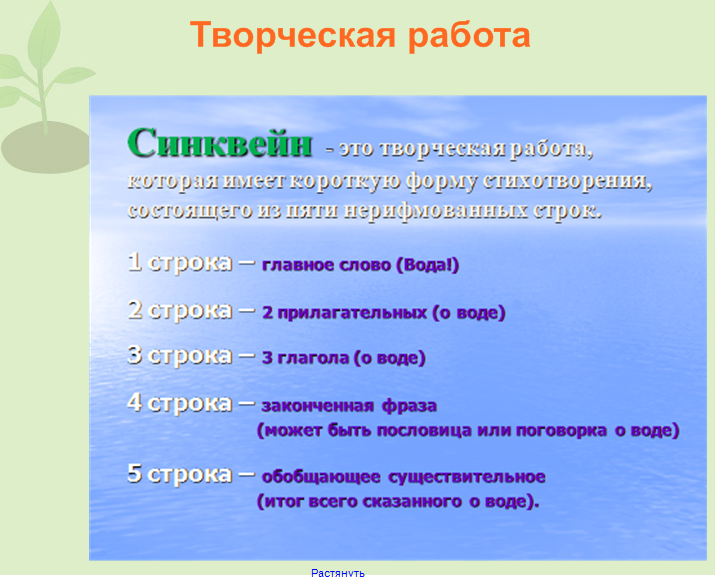 Творческая работа
Синквейн - это творческая работа,
которая имеет короткую форму стихотворения,
состоящего из пяти нерифмованных строк.
1 строка – главное слово (Вода!)
2 строка – 2 прилагательных (о воде)
3 строка – 3 глагола (о воде)
4 строка – законченная фраза
(может быть пословица или поговорка о воде)
5 строка – обобщающее существительное
(итог всего сказанного о воде).
Растянуть